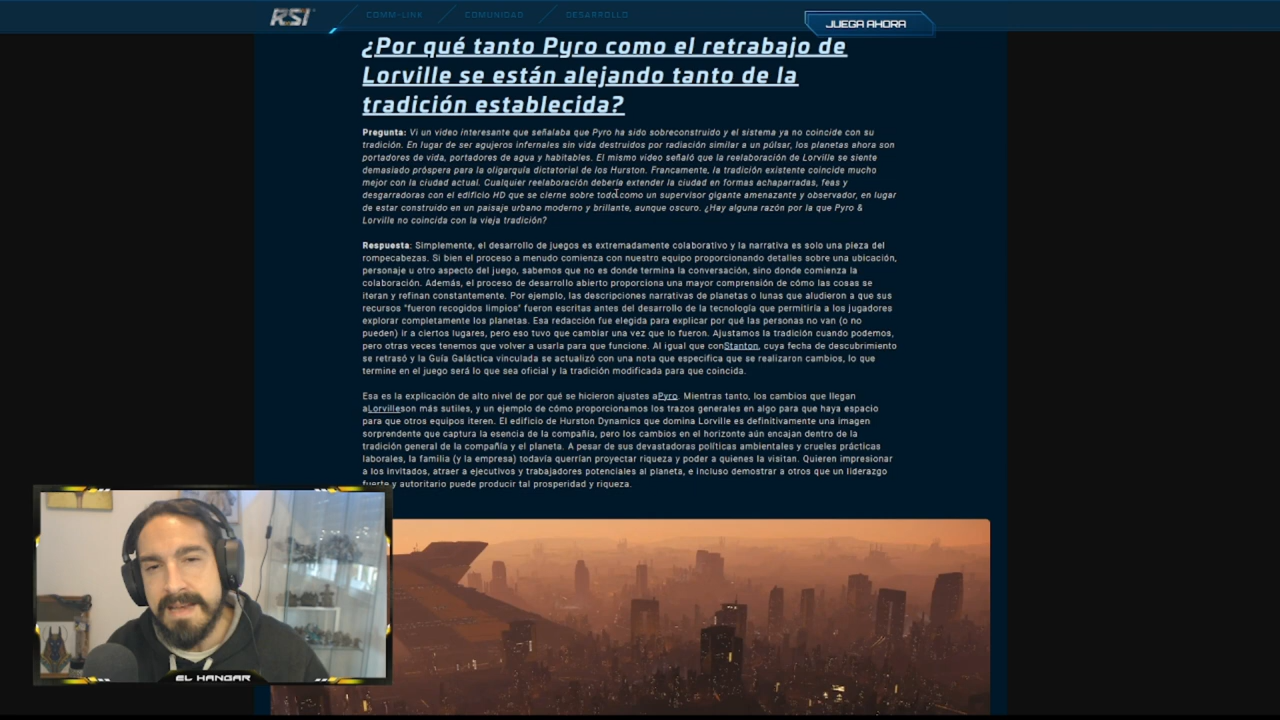 RSI
COMM-LINK
COMUNIDAD
DESARROLLO
JUEGA AHORA
¿Por qué tanto Pyro como el retrabajo de
Lorville se están alejando tanto de la
tradición establecida?
Pregunta: Vi un video interesante que señalaba que Pyro ha sido sobreconstruido y el sistema ya no coincide con su
tradición. En lugar de ser agujeros infernales sin vida destruidos por radiación similar a un púlsar, los planetas ahora son
portadores de vida, portadores de agua y habitables. El mismo vídeo señaló que la reelaboración de Lorville se siente
demasiado próspera para la oligarquía dictatorial de los Hurston. Francamente, la tradición existente coincide mucho
mejor con la ciudad actual. Cualquier reelaboración debería extender la ciudad en formas achaparradas, feas y
desgarradoras con el edificio HD que se cierne sobre todo como un supervisor gigante amenazante y observador, en lugar
de estar construido en un paisaje urbano moderno y brillante, aunque oscuro. ¿Hay alguna razón por la que Pyro &
Lorville no coincida con la vieja tradición?
Respuesta: Simplemente, el desarrollo de juegos es extremadamente colaborativo y la narrativa es solo una pieza del
rompecabezas. Si bien el proceso a menudo comienza con nuestro equipo proporcionando detalles sobre una ubicación,
personaje u otro aspecto del juego, sabemos que no es donde termina la conversación, sino donde comienza la
colaboración. Además, el proceso de desarrollo abierto proporciona una mayor comprensión de cómo las cosas se
iteran y refinan constantemente. Por ejemplo, las descripciones narrativas de planetas o lunas que aludieron a que sus
recursos "fueron recogidos limpios" fueron escritas antes del desarrollo de la tecnología que permitiría a los jugadores
explorar completamente los planetas. Esa redacción fue elegida para explicar por qué las personas no van (o no
pueden) ir a ciertos lugares, pero eso tuvo que cambiar una vez que lo fueron. Ajustamos la tradición cuando podemos,
pero otras veces tenemos que volver a usarla para que funcione. Al igual que conStanton, cuya fecha de descubrimiento
se retrasó y la Guía Galáctica vinculada se actualizó con una nota que especifica que se realizaron cambios, lo que
termine en el juego será lo que sea oficial y la tradición modificada para que coincida.
Esa es la explicación de alto nivel de por qué se hicieron ajustes aPyro. Mientras tanto, los cambios que llegan
aLorvilleson más sutiles, y un ejemplo de cómo proporcionamos los trazos generales en algo para que haya espacio
para que otros equipos iteren. El edificio de Hurston Dynamics que domina Lorville es definitivamente una imagen
sorprendente que captura la esencia de la compañía, pero los cambios en el horizonte aún encajan dentro de la
tradición general de la compañía y el planeta. A pesar de sus devastadoras políticas ambientales y crueles prácticas
laborales, la familia (y la empresa) todavía querrían proyectar riqueza y poder a quienes la visitan. Quieren impresionar
a los invitados, atraer a ejecutivos y trabajadores potenciales al planeta, e incluso demostrar a otros que un liderazgo
fuerte y autoritario puede producir tal prosperidad y riqueza.
EL HANGAR